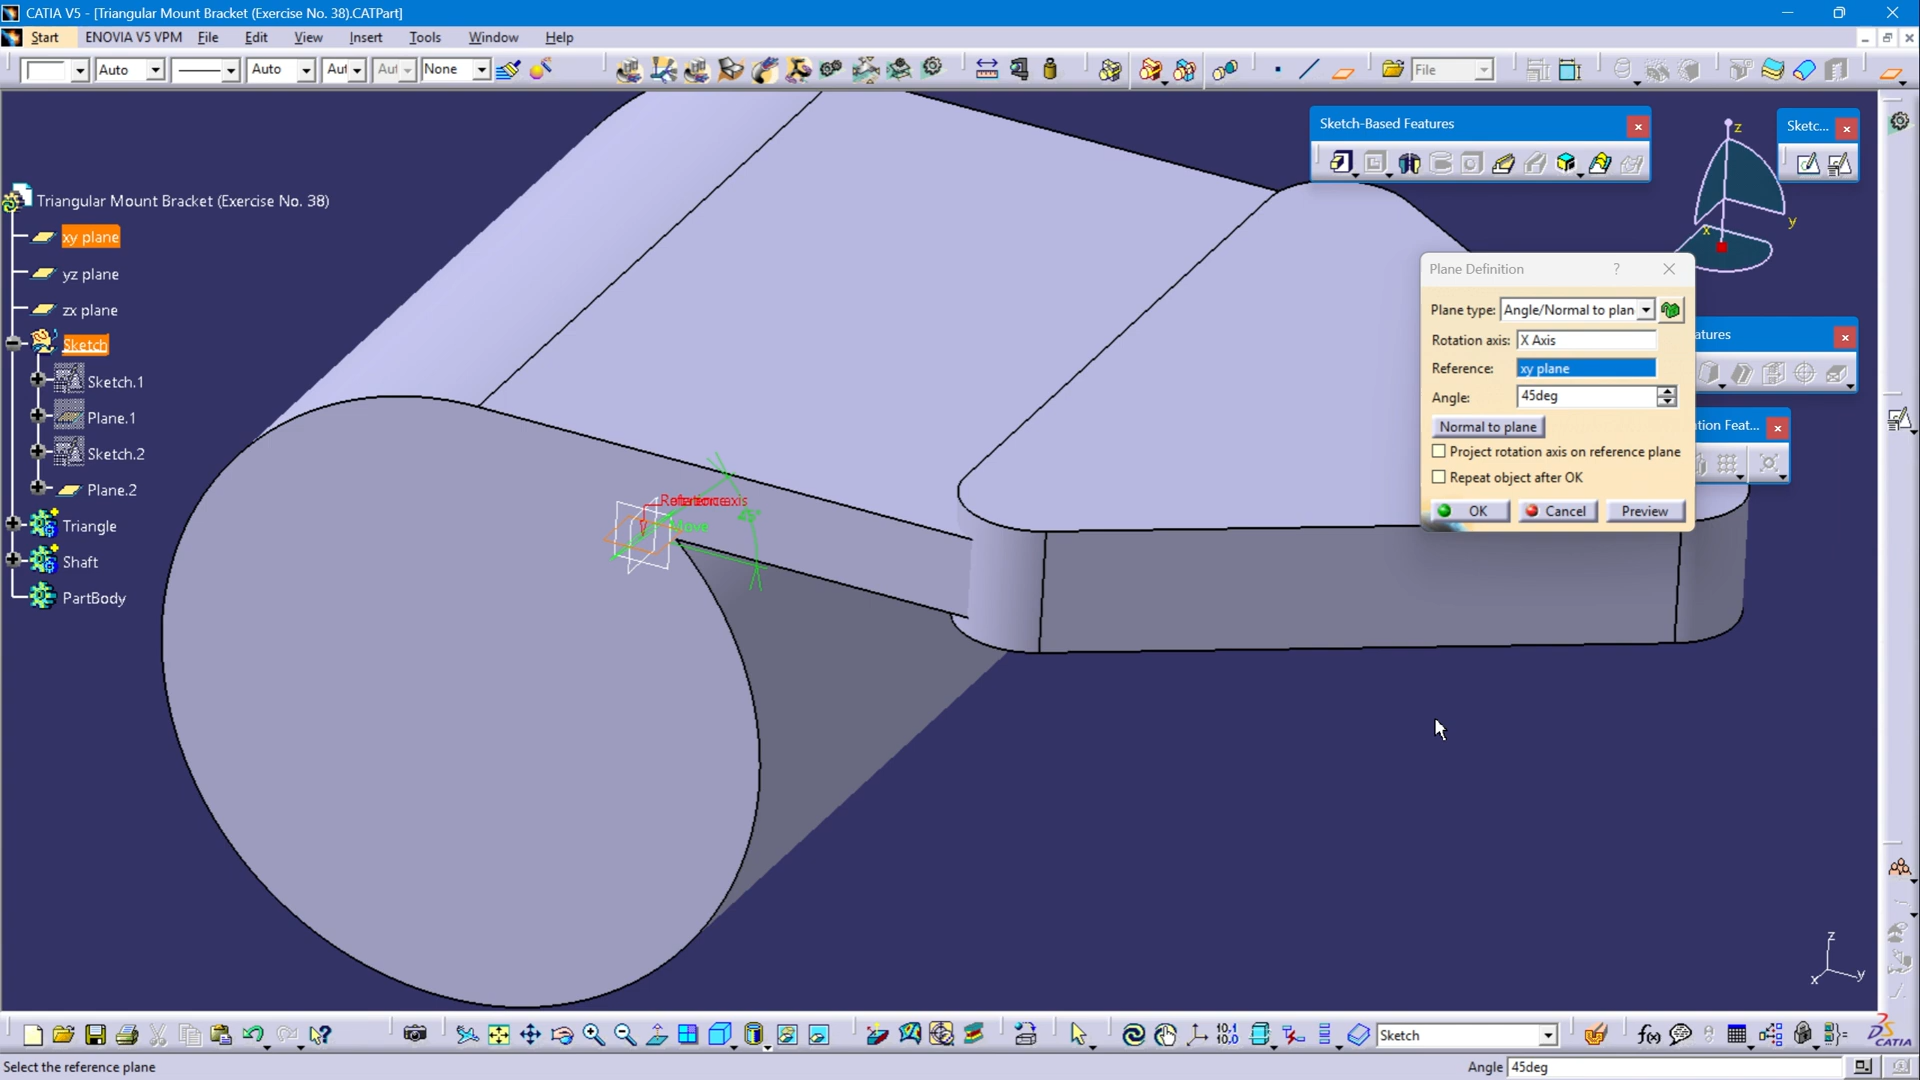 CATIA V5 - [Triangular Mount Bracket (Exercise No. 38).CATPart]
Start ENOVIA V5 VPM File Edit View Insert Tools Window Help
Auto Auto Aut Aut None File
Sketch-Based Features
Sketc...
z
y
x
Triangular Mount Bracket (Exercise No. 38)
xy plane
yz plane
zx plane
Sketch
Sketch.1
Plane.1
Sketch.2
Plane.2
Triangle
Shaft
PartBody
Plane Definition ?
Plane type: Angle/Normal to plan
Rotation axis: X Axis
Reference: xy plane
Angle: 45deg
Normal to plane
Project rotation axis on reference plane
Repeat object after OK
OK Cancel Preview
atures
tion Feat...
Move
z
x y
Sketch
CATIA
Select the reference plane
Angle 45deg